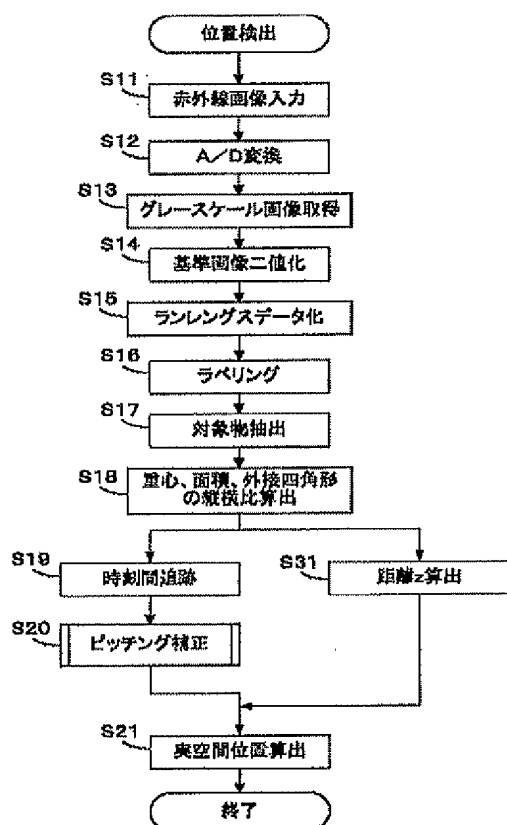 位置検出
S11
赤外線画像入力
S12
A/D変換
S13
グレースケール画像取得
S14
基準画像二値化
S15
ランレングスデータ化
S16
ラベリング
S17
対象物抽出
S18
重心、面積、外接四角形
の縦横比算出
S19
時刻間追跡
S31
距離z算出
S20
ピッチング補正
S21
実空間位置算出
終了